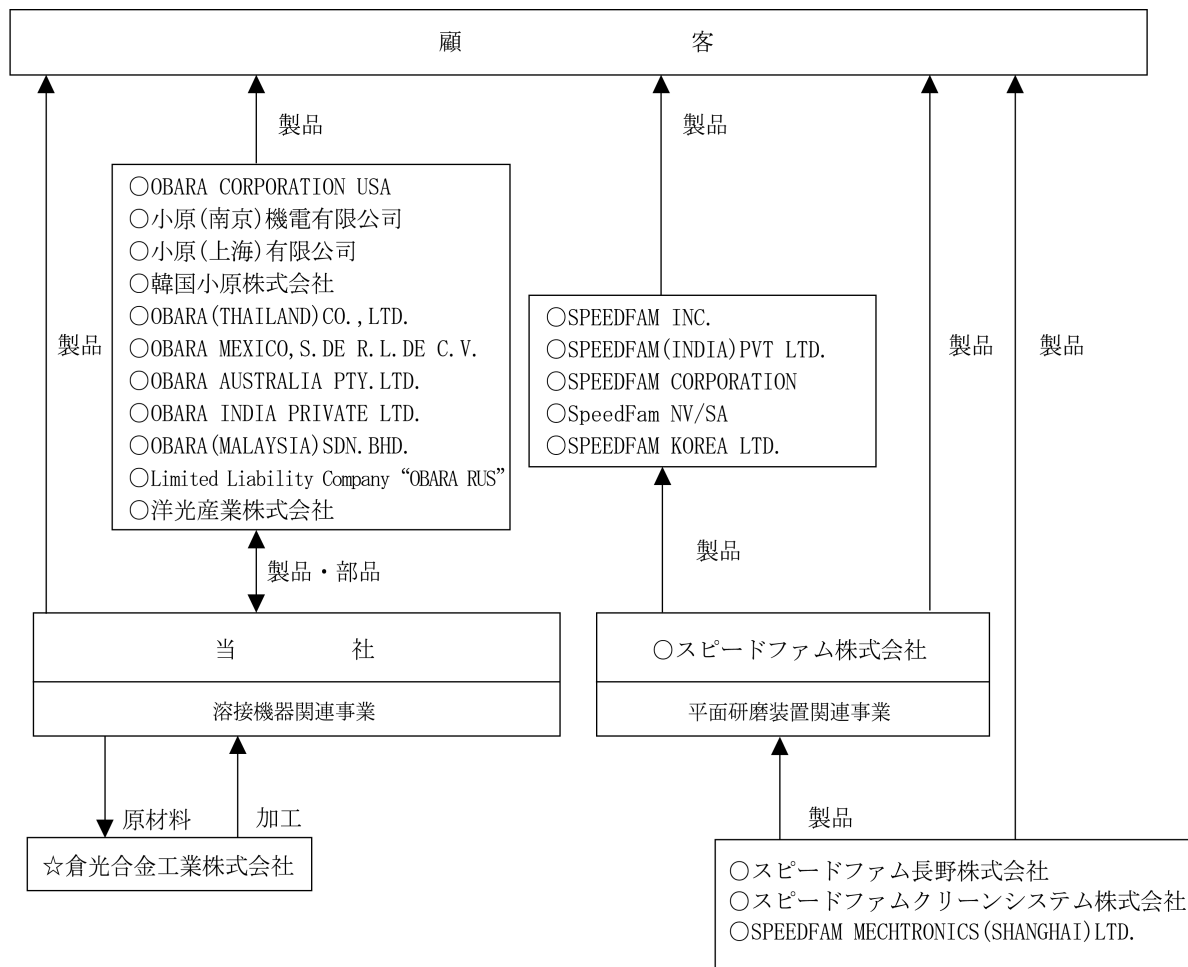 顧 客
製品
製品
○OBARA CORPORATION USA
○小原(南京)機電有限公司
○小原(上海)有限公司
○韓国小原株式会社
○OBARA(THAILAND)CO.,LTD.
○OBARA MEXICO,S.DE R.L.DE C.V.
○OBARA AUSTRALIA PTY.LTD.
○OBARA INDIA PRIVATE LTD.
○OBARA(MALAYSIA)SDN.BHD.
○Limited Liability Company “OBARA RUS”
○洋光産業株式会社
○SPEEDFAM INC.
○SPEEDFAM(INDIA)PVT LTD.
○SPEEDFAM CORPORATION
○SpeedFam NV/SA
○SPEEDFAM KOREA LTD.
製品
製品
製品
製品・部品
製品
当 社
溶接機器関連事業
○スピードファム株式会社
平面研磨装置関連事業
原材料
加工
製品
☆倉光合金工業株式会社
○スピードファム長野株式会社
○スピードファムクリーンシステム株式会社
○SPEEDFAM MECHTRONICS(SHANGHAI)LTD.